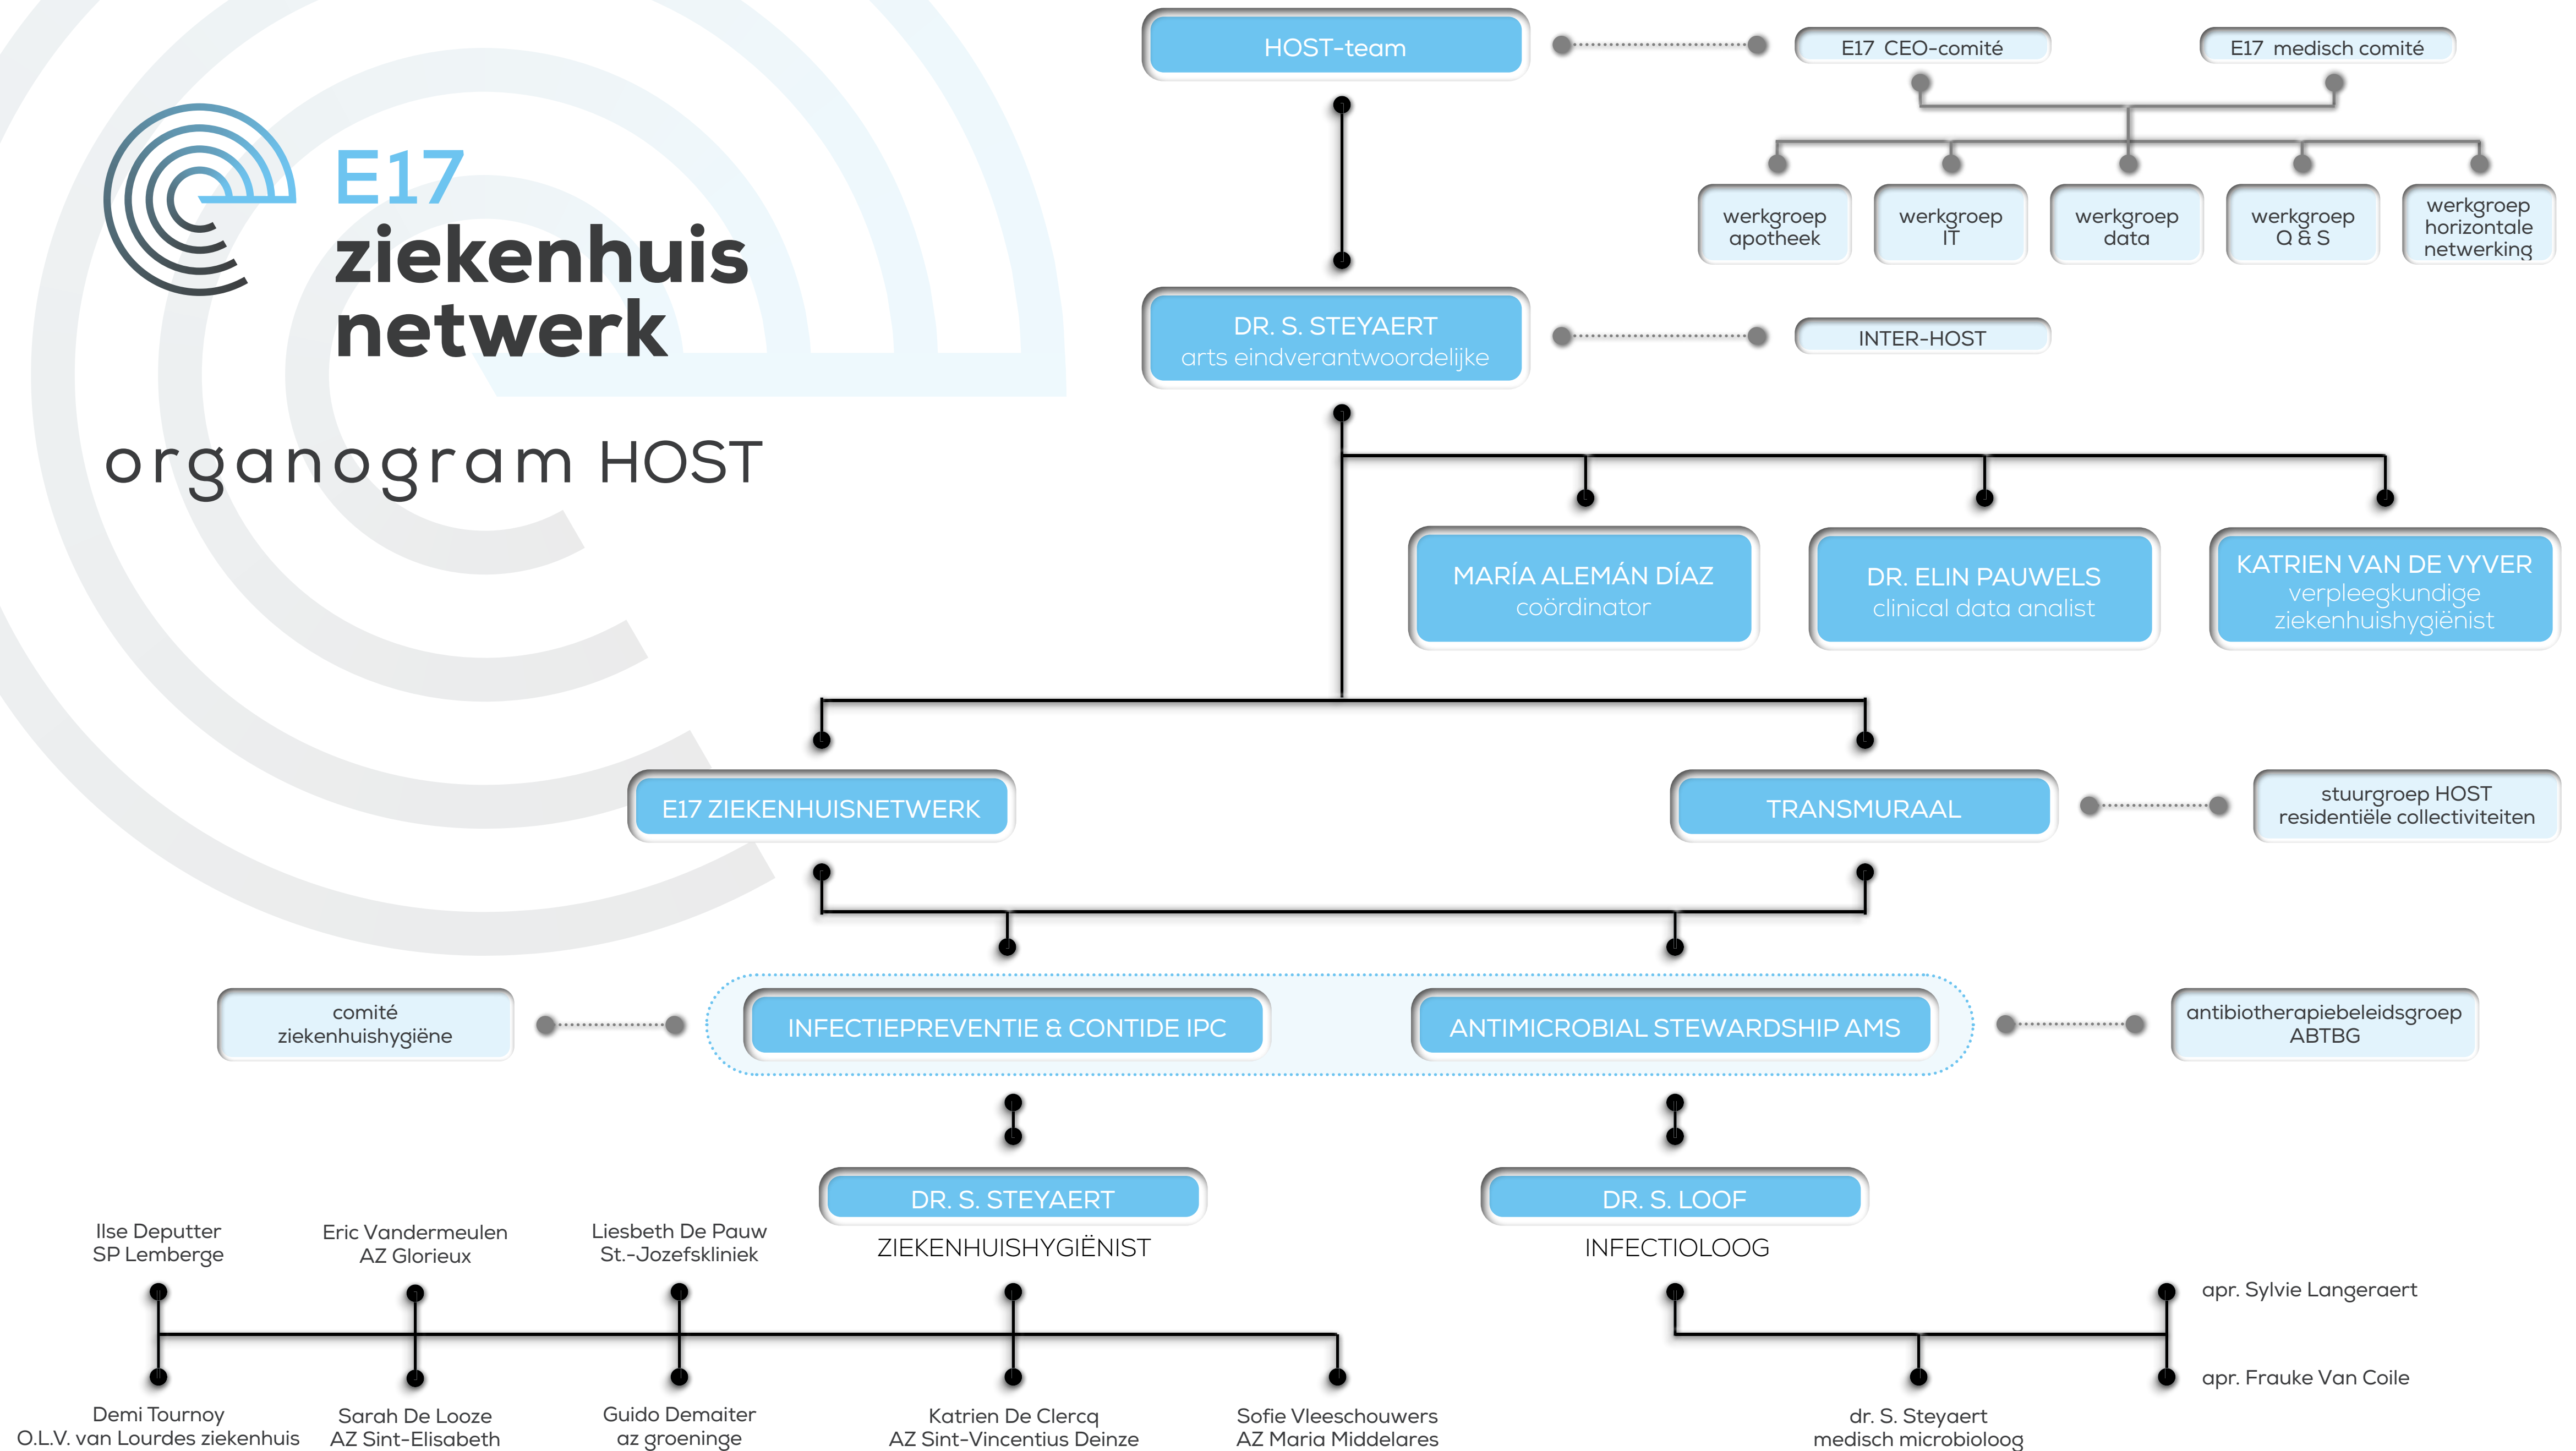 E17
ziekenhuis
netwerk
organogram HOST
HOST-team
E17 CEO-comité
E17 medisch comité
werkgroep
apotheek
werkgroep
IT
werkgroep
data
werkgroep
Q & S
werkgroep
horizontale
netwerking
DR. S. STEYAERT
arts eindverantwoordelijke
INTER-HOST
MARÍA ALEMÁN DÍAZ
coördinator
DR. ELIN PAUWELS
clinical data analist
KATRIEN VAN DE VYVER
verpleegkundige
ziekenhuishygiënist
E17 ZIEKENHUISNETWERK
TRANSMURAAL
stuurgroep HOST
residentiële collectiviteiten
comité
ziekenhuishygiëne
INFECTIEPREVENTIE & CONTIDE IPC
ANTIMICROBIAL STEWARDSHIP AMS
antibiotherapiebeleidsgroep
ABTBG
DR. S. STEYAERT
ZIEKENHUISHYGIËNIST
DR. S. LOOF
INFECTIOLOOG
Ilse Deputter
SP Lemberge
Eric Vandermeulen
AZ Glorieux
Liesbeth De Pauw
St.-Jozefskliniek
Demi Tournoy
O.L.V. van Lourdes ziekenhuis
Sarah De Looze
AZ Sint-Elisabeth
Guido Demaiter
az groeninge
Katrien De Clercq
AZ Sint-Vincentius Deinze
Sofie Vleeschouwers
AZ Maria Middelares
apr. Sylvie Langeraert
apr. Frauke Van Coile
dr. S. Steyaert
medisch microbioloog